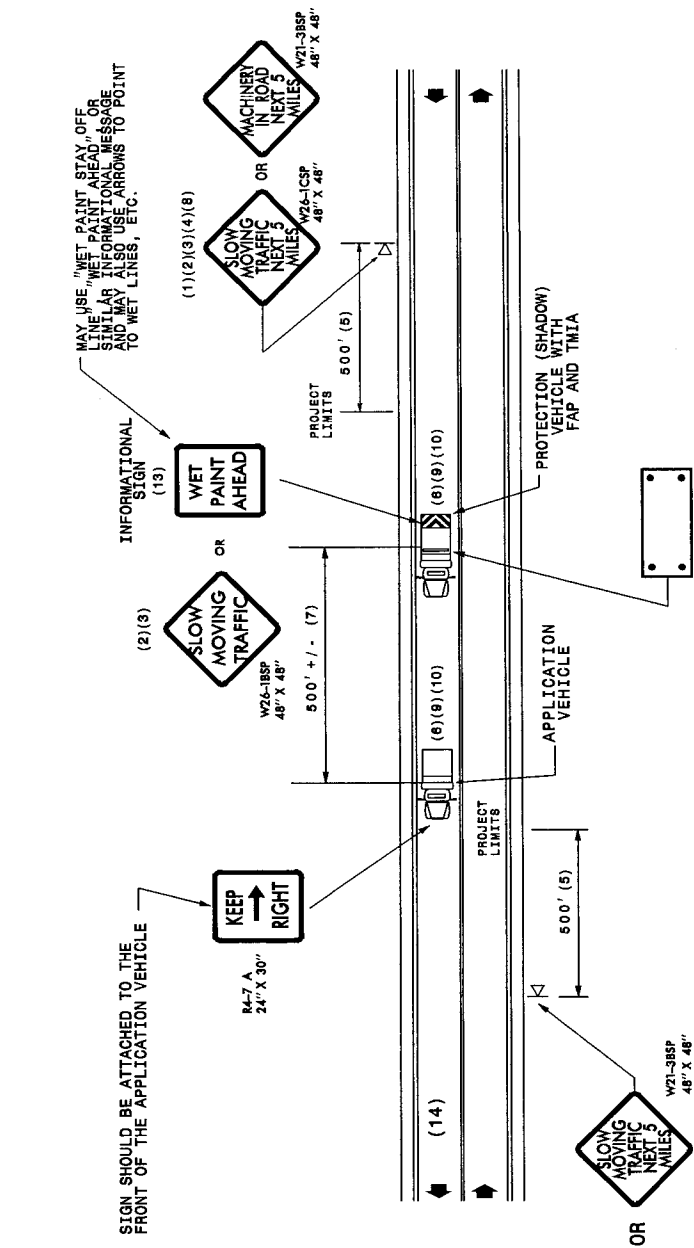 SIGN SHOULD BE ATTACHED TO THE
FRONT OF THE APPLICATION VEHICLE
KEEP
RIGHT
R4-7 A
24" X 30"
(2)(3)
SLOW
MOVING
TRAFFIC
W26-1BSP
48" X 48"
OR
INFORMATIONAL
SIGN
(13)
WET
PAINT
AHEAD
MAY USE "WET PAINT STAY OFF
LINE" "WET PAINT AHEAD", OR
SIMILAR INFORMATIONAL MESSAGE
AND MAY ALSO USE ARROWS TO POINT
TO WET LINES, ETC.
(1)(2)(3)(4)(8)
SLOW
MOVING
TRAFFIC
NEXT 5
MILES
W26-1CSP
48" X 48"
OR
MACHINERY
IN ROAD
NEXT 5
MILES
W21-3BSP
48" X 48"
500' +/- (7)
PROJECT
LIMITS
500' (5)
(14)
(6)(9)(10)
(6)(9)(10)
PROJECT
LIMITS
500' (5)
APPLICATION
VEHICLE
PROTECTION (SHADOW)
VEHICLE WITH
FAP AND TMIA
OR
SLOW
MOVING
TRAFFIC
NEXT 5
MILES
W21-3BSP
48" X 48"